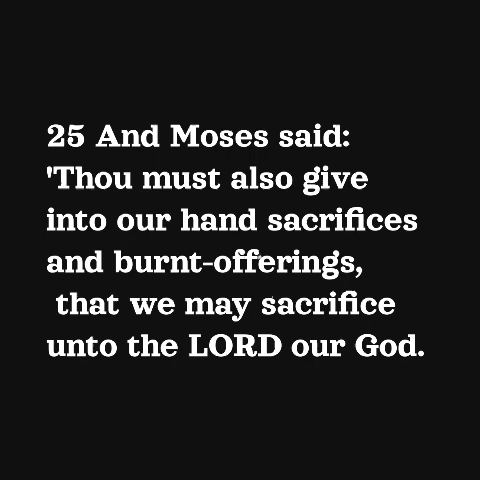 25 And Moses said:
'Thou must also give
into our hand sacrifices
and burnt-offerings,
that we may sacrifice
unto the LORD our God.